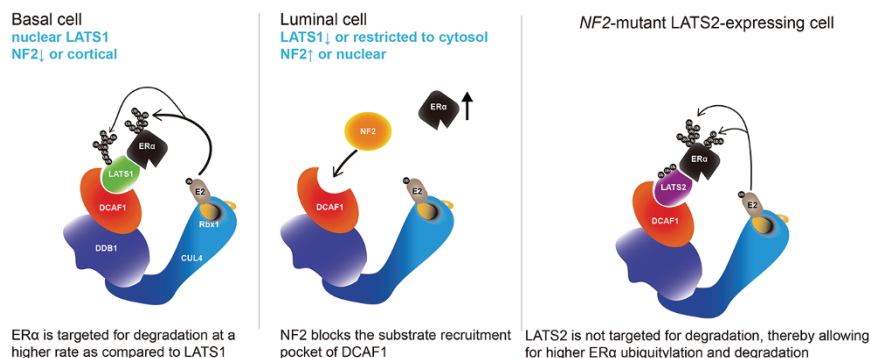 Basal cell
nuclear LATS1
NF2↓ or cortical
ERα
LATS1
E2
DCAF1
Rbx1
DDB1
CUL4
ERα is targeted for degradation at a
higher rate as compared to LATS1
Luminal cell
LATS1↓ or restricted to cytosol
NF2↑ or nuclear
ERα
NF2
E2
DCAF1
NF2 blocks the substrate recruitment
pocket of DCAF1
NF2-mutant LATS2-expressing cell
ERα
LATS2
E2
DCAF1
LATS2 is not targeted for degradation, thereby allowing
for higher ERα ubiquitylation and degradation